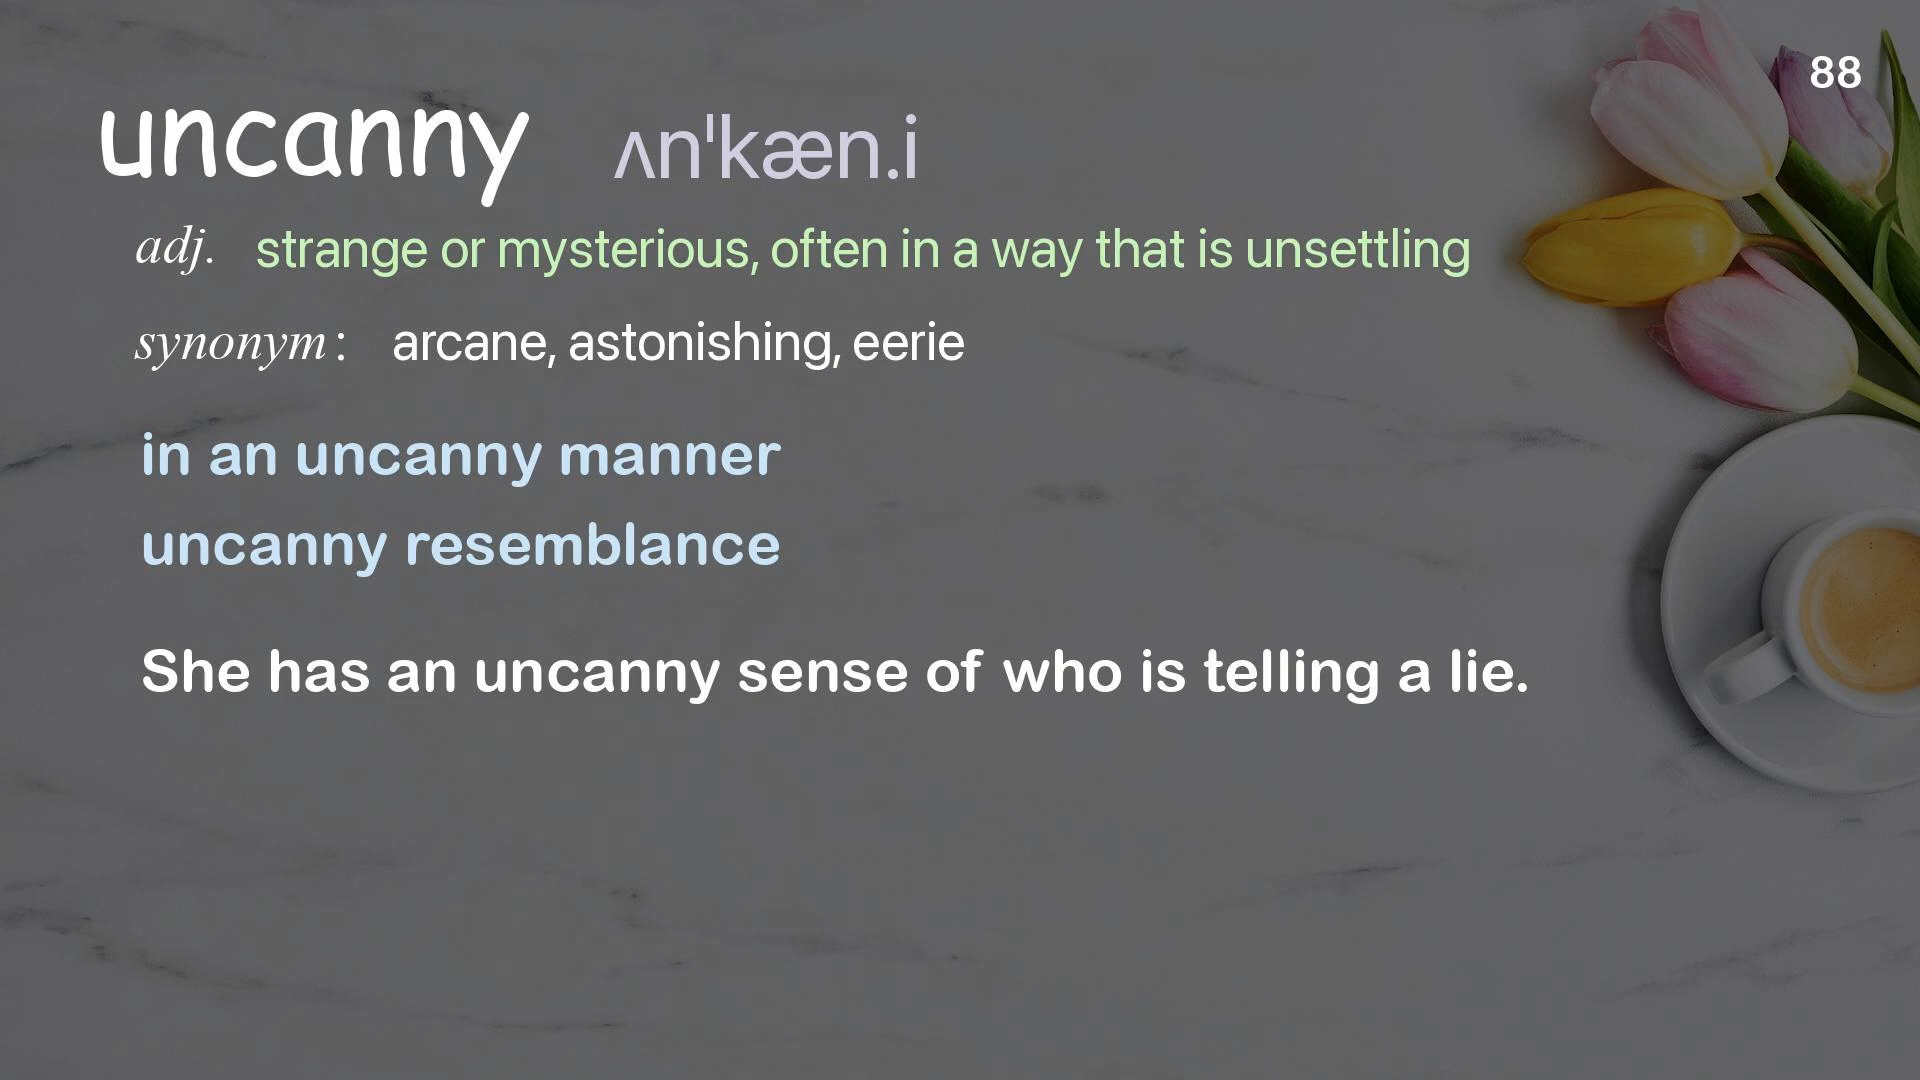 88
uncanny ʌnˈkæn.i
adj. strange or mysterious, often in a way that is unsettling
synonym: arcane, astonishing, eerie
in an uncanny manner
uncanny resemblance
She has an uncanny sense of who is telling a lie.